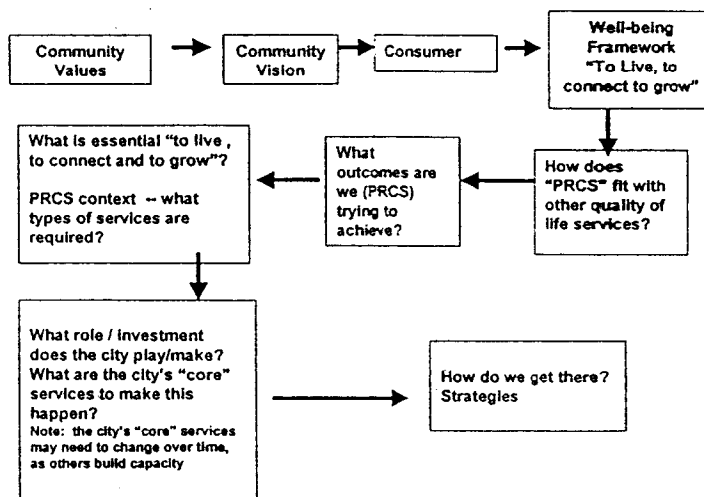 Community
Values
Community
Vision
Consumer
Well-being
Framework
"To Live, to
connect to grow"
What is essential "to live ,
to connect and to grow"?
PRCS context -- what
types of services are
required?
What
outcomes are
we (PRCS)
trying to
achieve?
How does
"PRCS" fit with
other quality of
life services?
What role / investment
does the city play/make?
What are the city's "core"
services to make this
happen?
Note: the city's "core" services
may need to change over time,
as others build capacity
How do we get there?
Strategies